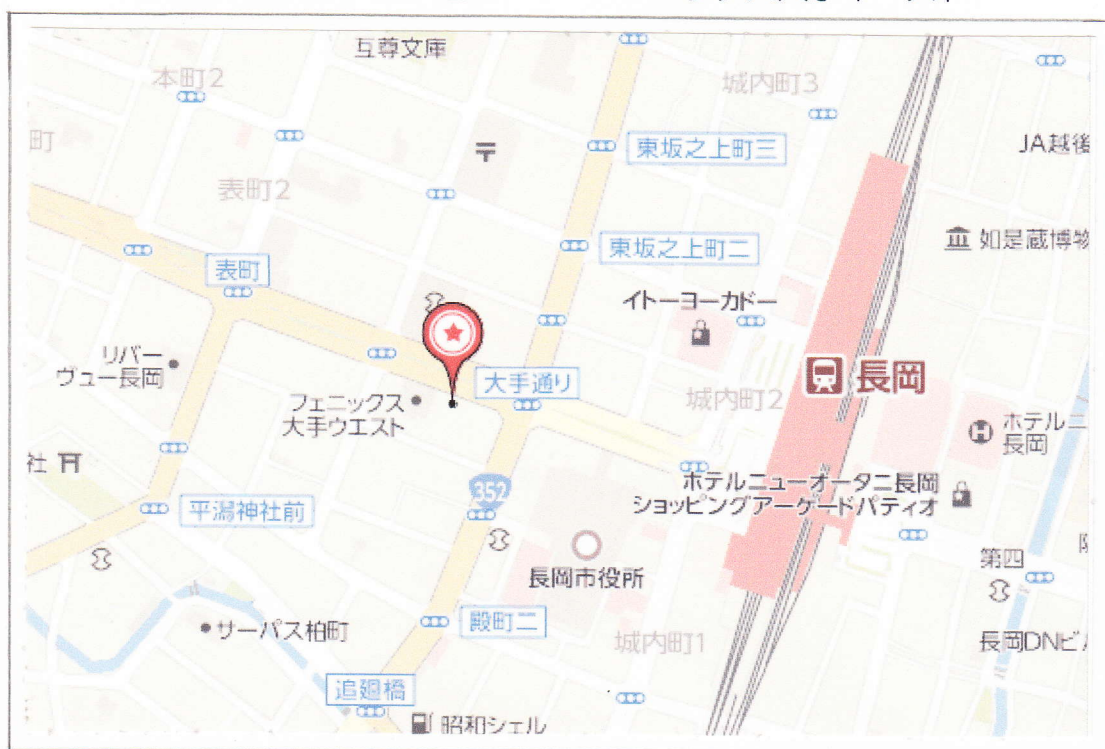 互尊文庫
本町2
城内町3
町
〒
東坂之上町三
JA越後
表町2
東坂之上町二
如是蔵博物
表町
イトーヨーカドー
リバー
ヴュー長岡
大手通り
長岡
フェニックス
大手ウエスト
城内町2
ホテルニ
長岡
社
352
ホテルニューオータニ長岡
ショッピングアーケードパティオ
平潟神社前
長岡市役所
第四
殿町二
サーパス柏町
城内町1
長岡DNビル
追廻橋
昭和シェル